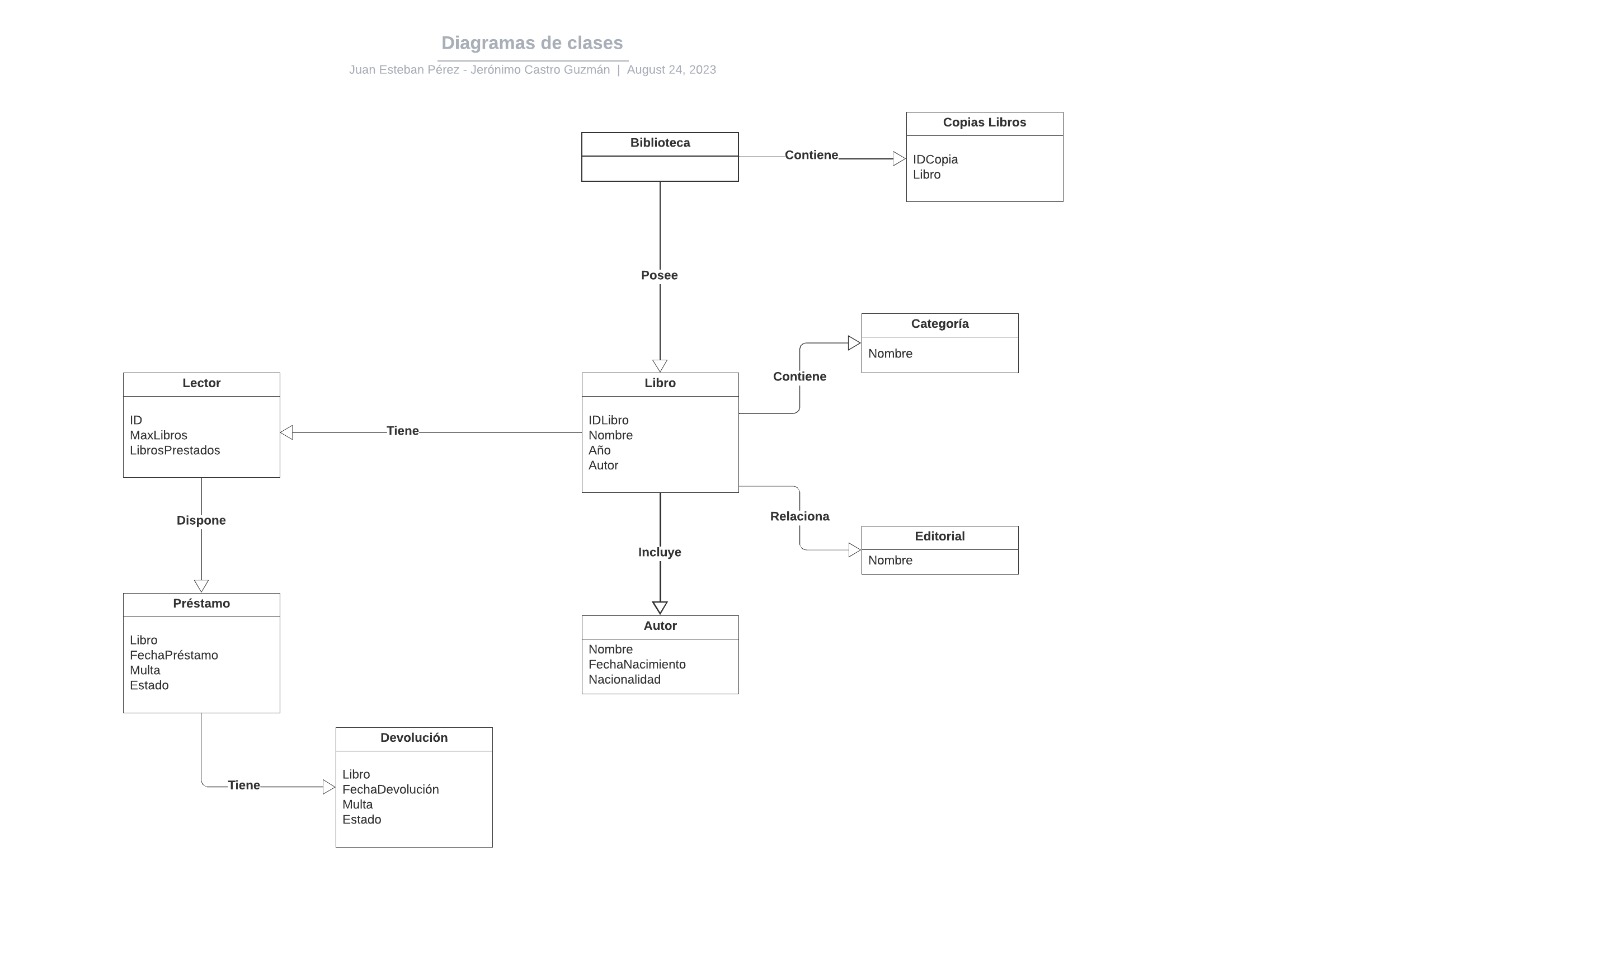 Diagramas de clases
Juan Esteban Pérez - Jerónimo Castro Guzmán | August 24, 2023
Biblioteca
Contiene
Copias Libros
IDCopia
Libro
Posee
Categoría
Nombre
Contiene
Lector
ID
MaxLibros
LibrosPrestados
Tiene
Libro
IDLibro
Nombre
Año
Autor
Dispone
Relaciona
Editorial
Nombre
Incluye
Préstamo
Libro
FechaPréstamo
Multa
Estado
Autor
Nombre
FechaNacimiento
Nacionalidad
Tiene
Devolución
Libro
FechaDevolución
Multa
Estado